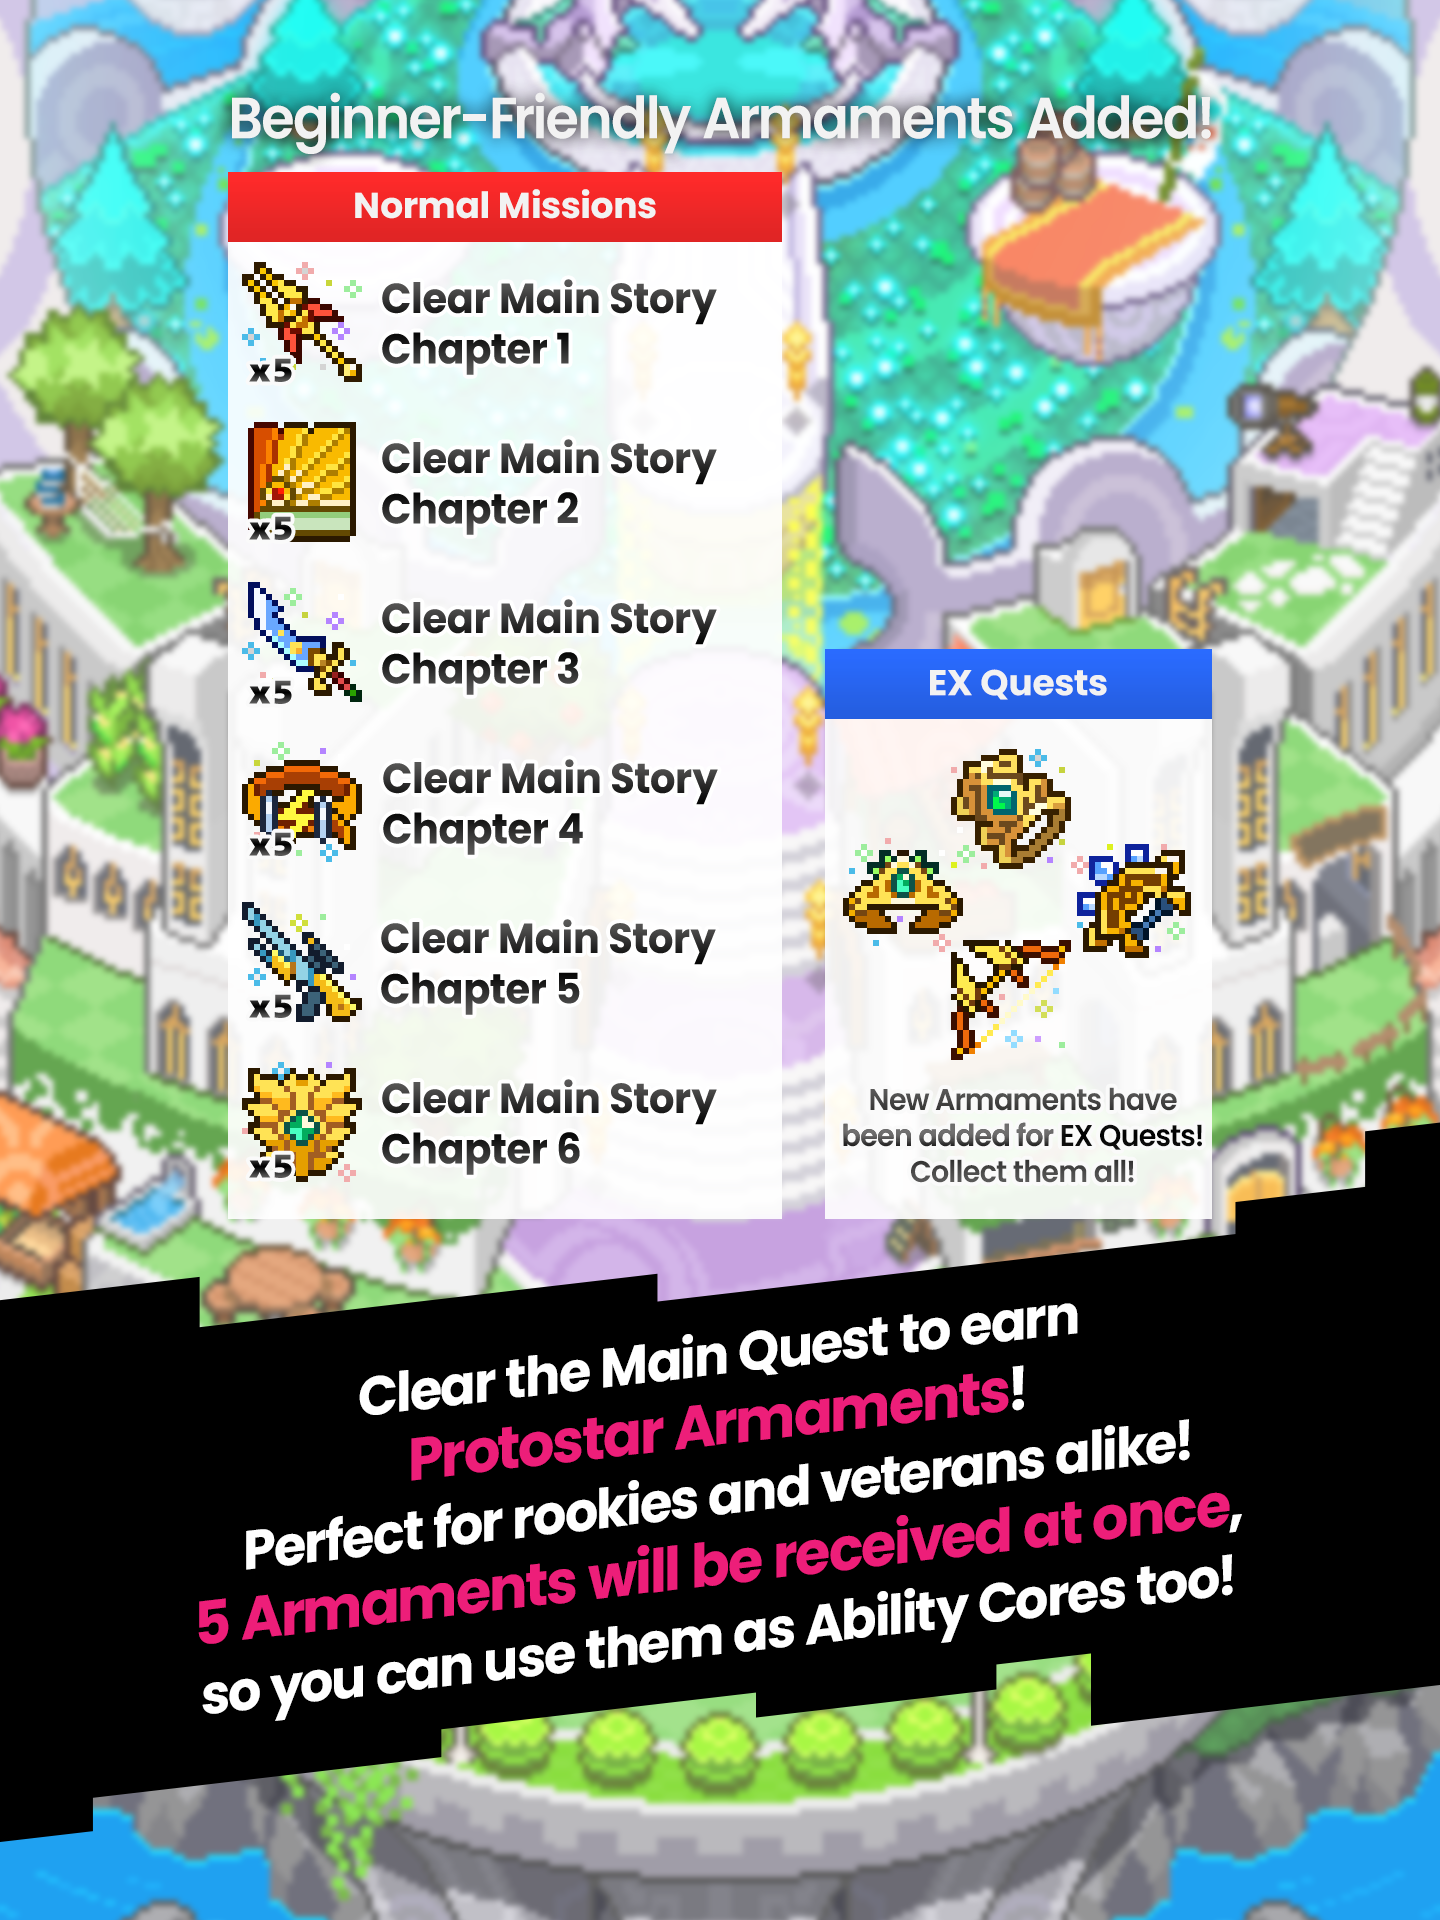 Beginner-Friendly Armaments Added!
Normal Missions
x5
Clear Main Story
Chapter 1
x5
Clear Main Story
Chapter 2
x5
Clear Main Story
Chapter 3
x5
Clear Main Story
Chapter 4
x5
Clear Main Story
Chapter 5
x5
Clear Main Story
Chapter 6
EX Quests
New Armaments have
been added for EX Quests!
Collect them all!
Clear the Main Quest to earn
Protostar Armaments!
Perfect for rookies and veterans alike!
5 Armaments will be received at once,
so you can use them as Ability Cores too!